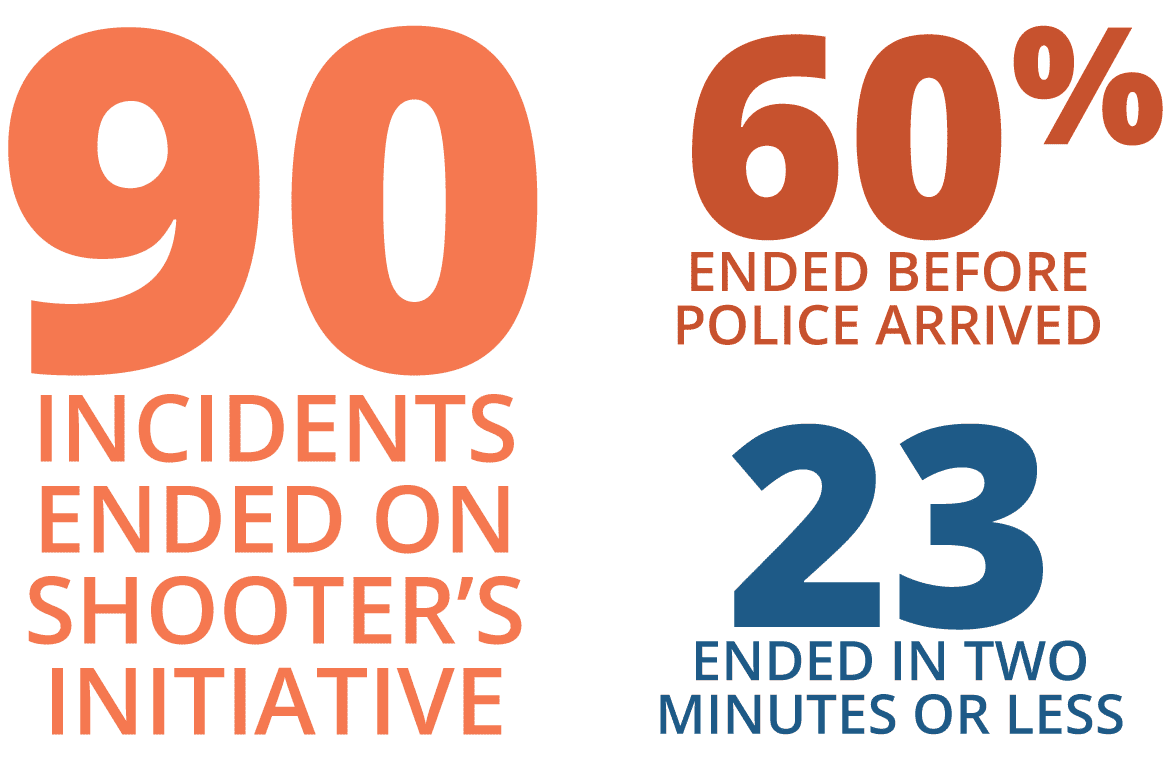 90
INCIDENTS
ENDED ON
SHOOTER’S
INITIATIVE
60%
ENDED BEFORE
POLICE ARRIVED
23
ENDED IN TWO
MINUTES OR LESS